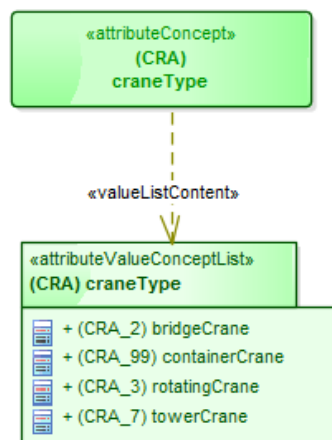 «attributeConcept»
(CRA)
craneType
«valueListContent»
«attributeValueConceptList»
(CRA) craneType
+ (CRA_2) bridgeCrane
+ (CRA_99) containerCrane
+ (CRA_3) rotatingCrane
+ (CRA_7) towerCrane